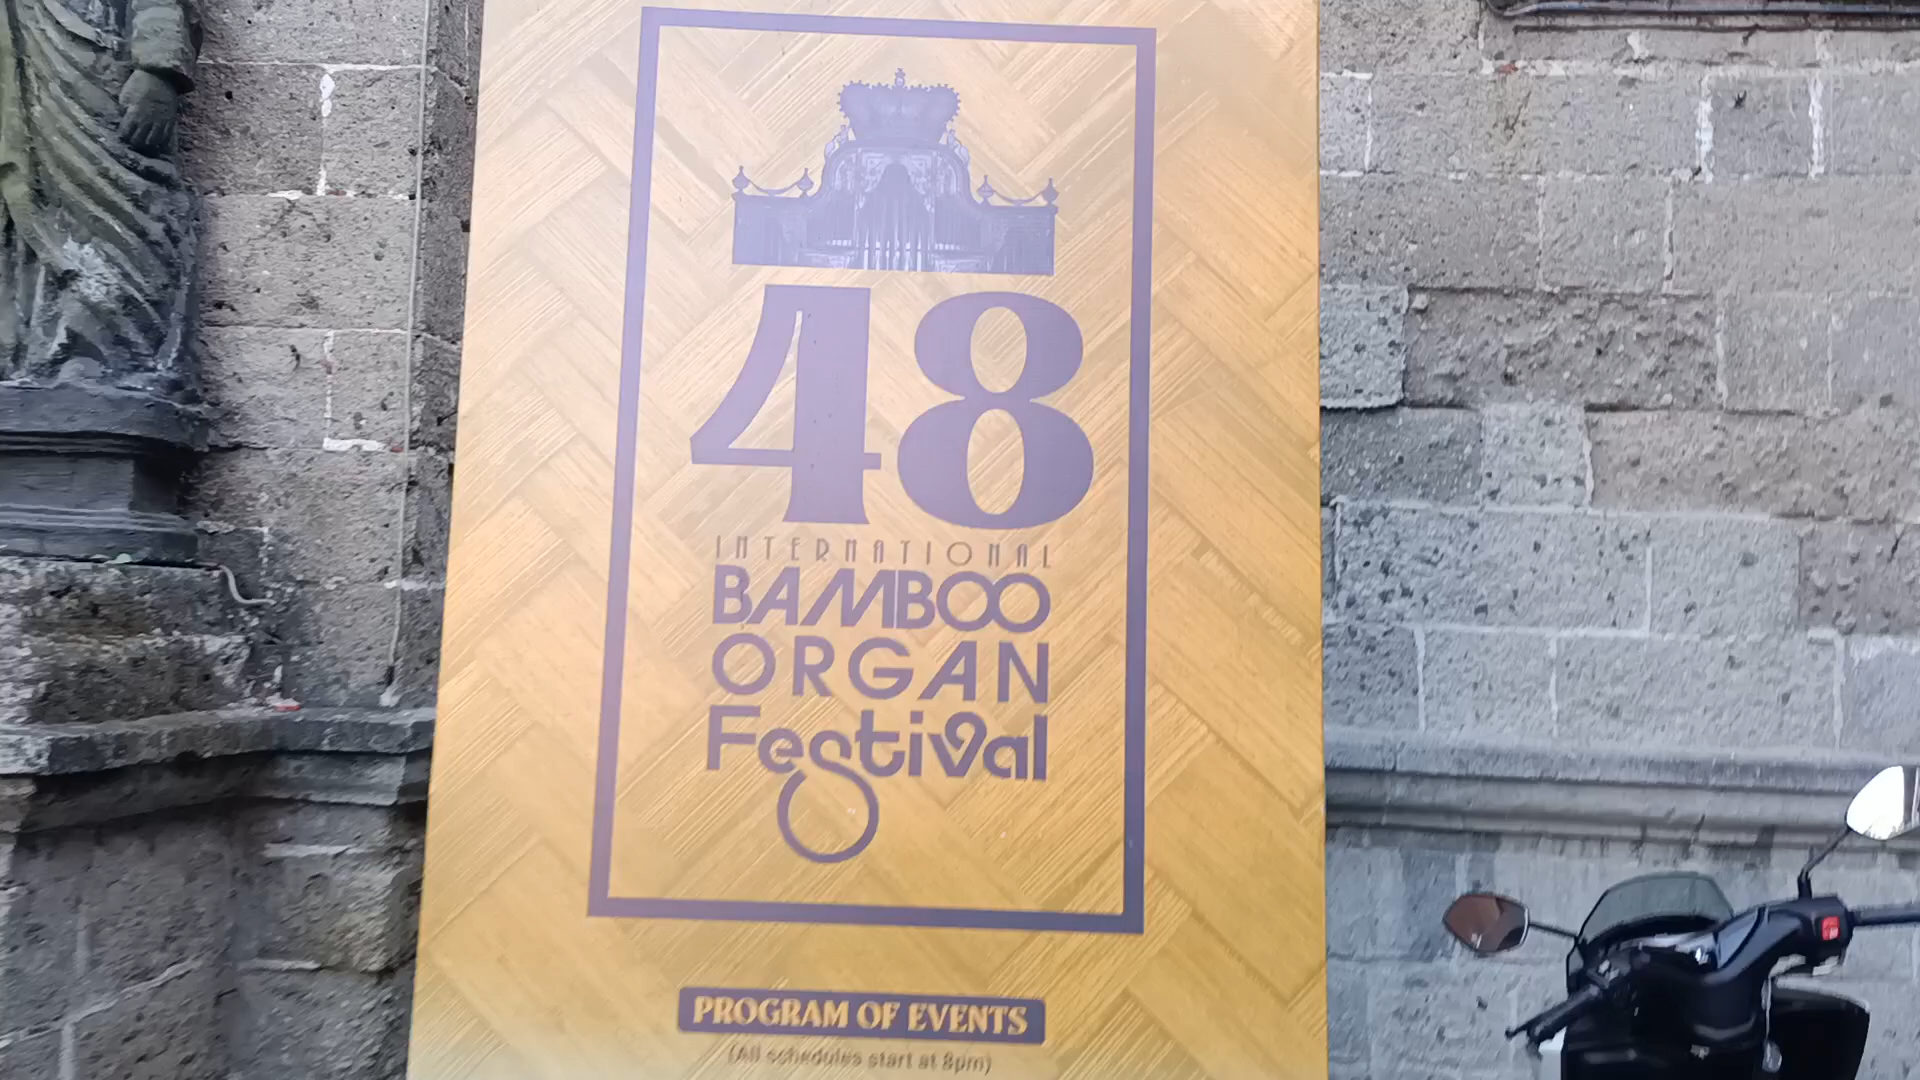 48
INTERNATIONAL
BAMBOO
ORGAN
Festival
PROGRAM OF EVENTS
(All schedules start at 8pm)